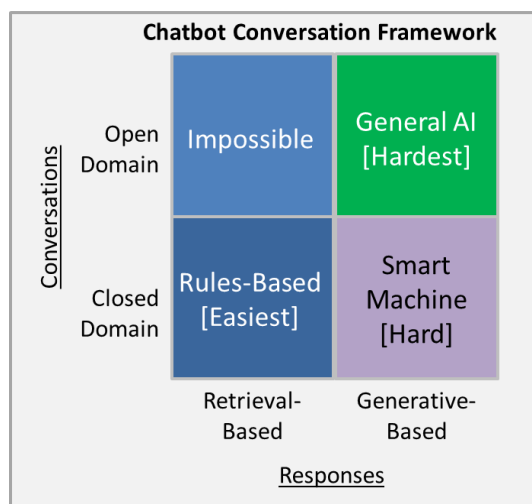 Chatbot Conversation Framework
Conversations
Open
Domain
Impossible
General AI
[Hardest]
Closed
Domain
Rules-Based
[Easiest]
Smart
Machine
[Hard]
Retrieval-
Based
Generative-
Based
Responses